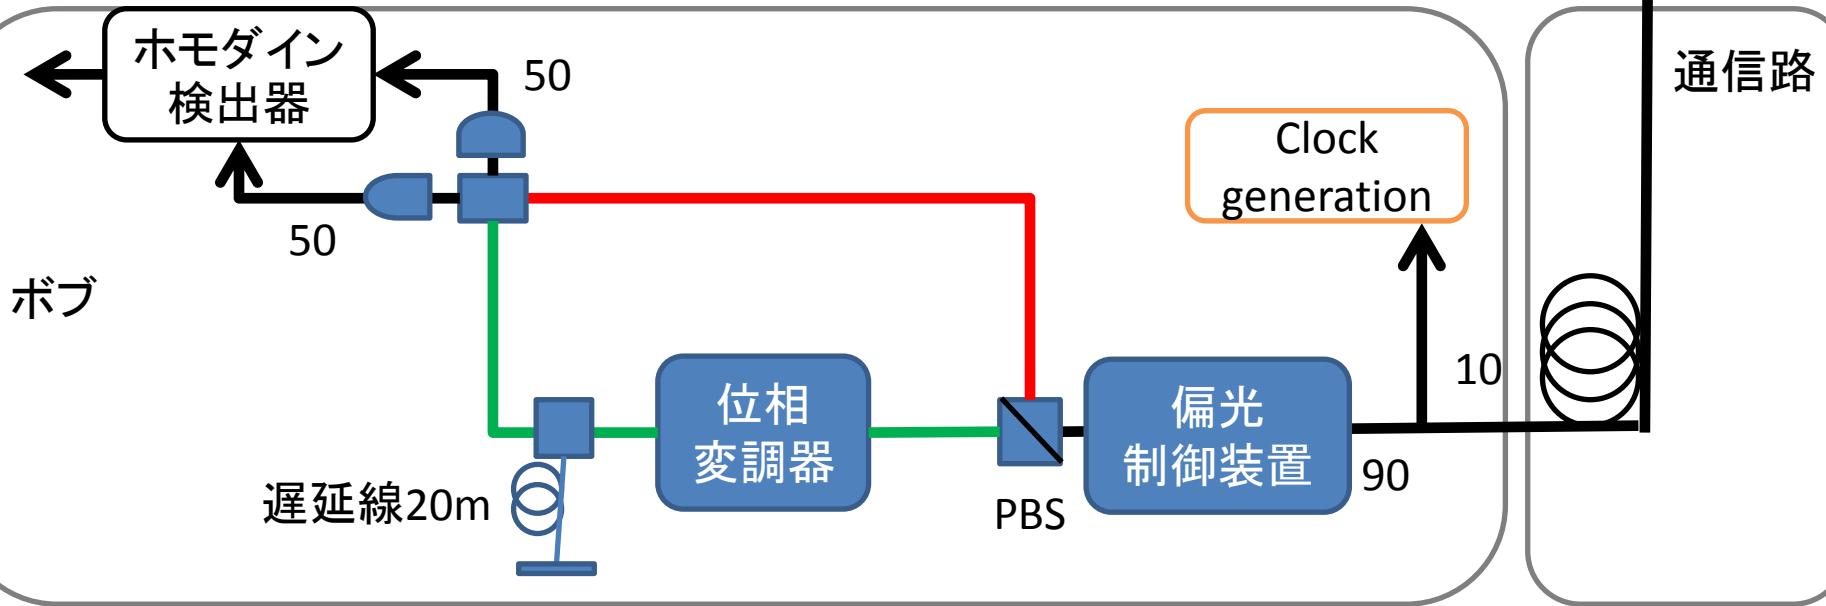 ホモダイン
検出器
50
通信路
Clock
generation
50
ボブ
10
位相
変調器
偏光
制御装置
90
遅延線20m
PBS